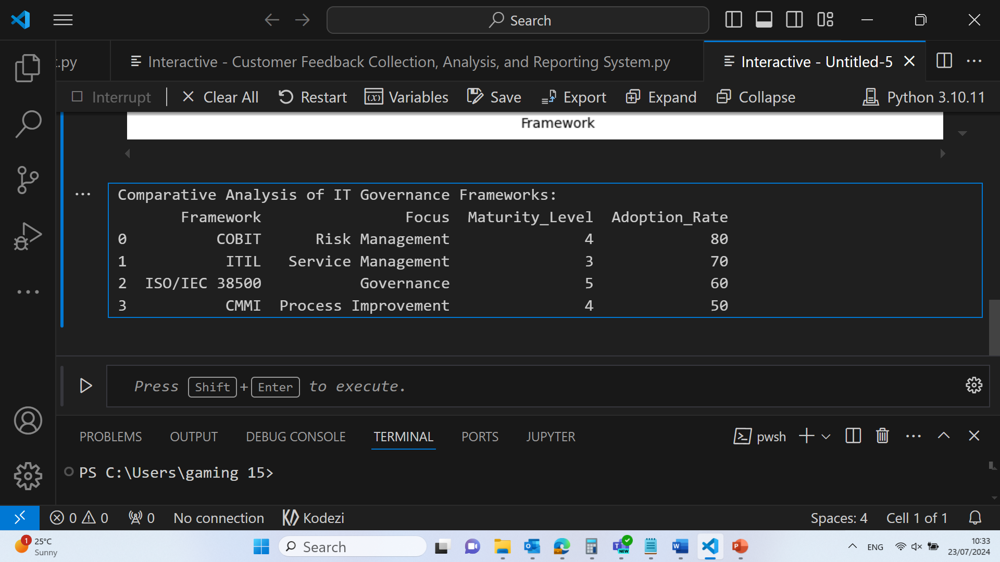 Search
.py
Interactive - Customer Feedback Collection, Analysis, and Reporting System.py
Interactive - Untitled-5
Interrupt | Clear All Restart Variables Save Export Expand Collapse Python 3.10.11
Framework
Comparative Analysis of IT Governance Frameworks:
Framework Focus Maturity_Level Adoption_Rate
0 COBIT Risk Management 4 80
1 ITIL Service Management 3 70
2 ISO/IEC 38500 Governance 5 60
3 CMMI Process Improvement 4 50
Press Shift + Enter to execute.
PROBLEMS OUTPUT DEBUG CONSOLE TERMINAL PORTS JUPYTER pwsh
PS C:\Users\gaming 15>
0 0 0 No connection Kodezi Spaces: 4 Cell 1 of 1
1 25°C
Sunny
Search
NEW
ENG
10:33
23/07/2024